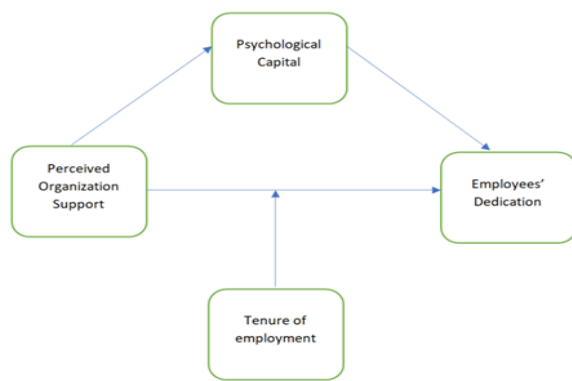 Psychological
Capital
Perceived
Organization
Support
Employees’
Dedication
Tenure of
employment